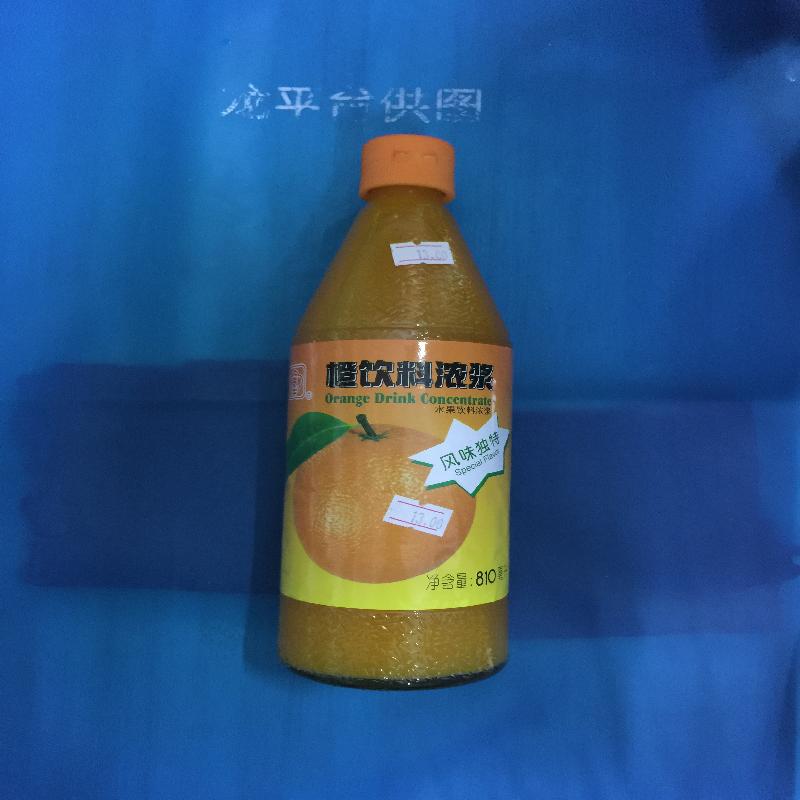 平台供图
13.00
橙饮料浓浆
Orange Drink Concentrate
水果饮料浓浆
风味独特
Special Flavor
13.00
净含量:810